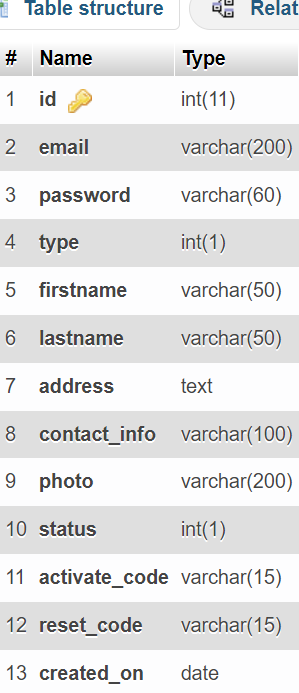 Table structure Relat
# Name Type
1 id int(11)
2 email varchar(200)
3 password varchar(60)
4 type int(1)
5 firstname varchar(50)
6 lastname varchar(50)
7 address text
8 contact_info varchar(100)
9 photo varchar(200)
10 status int(1)
11 activate_code varchar(15)
12 reset_code varchar(15)
13 created_on date